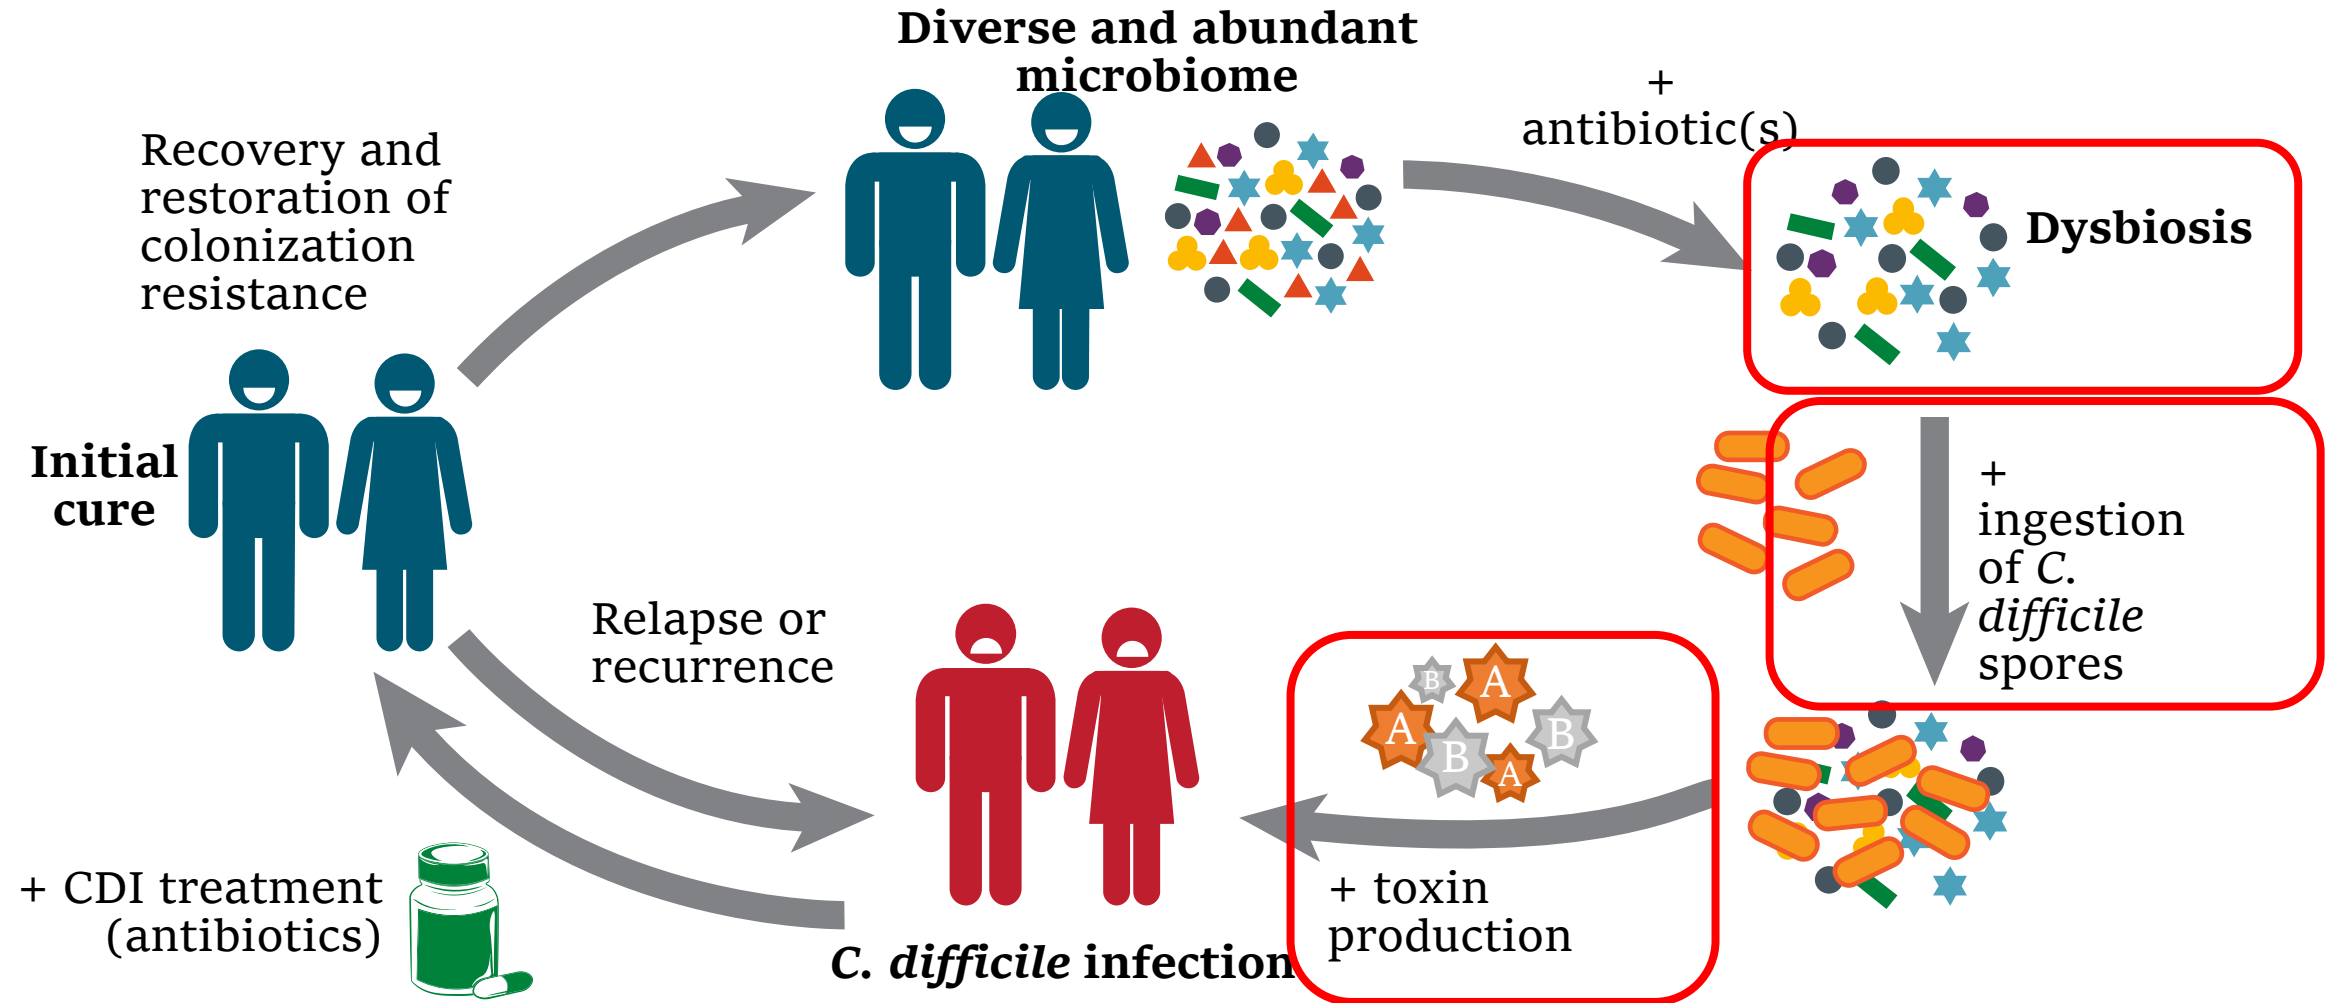 Diverse and abundant
microbiome
+
antibiotic(s)
Dysbiosis
+
ingestion
of C.
difficile
spores
A
B
A
B
B
A
+ toxin
production
C. difficile infection
Relapse or
recurrence
+ CDI treatment
(antibiotics)
Initial
cure
Recovery and
restoration of
colonization
resistance